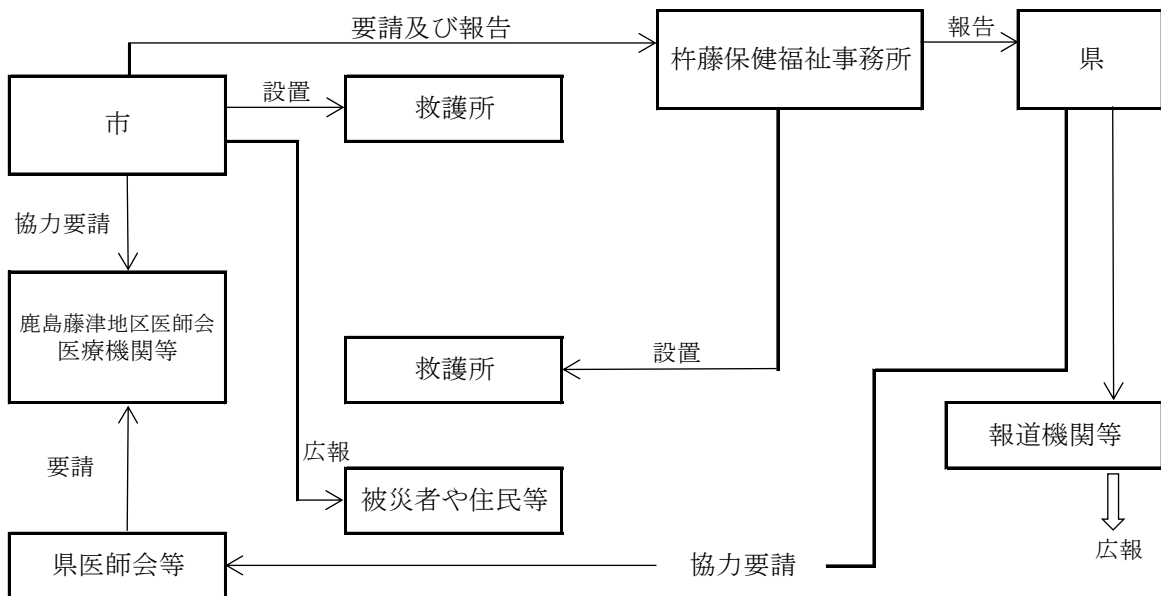 要請及び報告
報告
杵藤保健福祉事務所
県
設置
救護所
市
協力要請
鹿島藤津地区医師会
医療機関等
救護所
設置
報道機関等
広報
要請
被災者や住民等
広報
県医師会等
協力要請